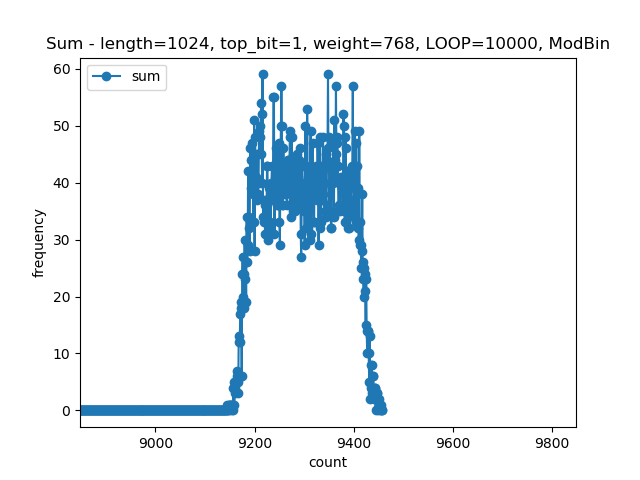 Sum - length=1024, top_bit=1, weight=768, LOOP=10000, ModBin
sum
60
50
40
30
20
10
0
frequency
9000 9200 9400 9600 9800
count